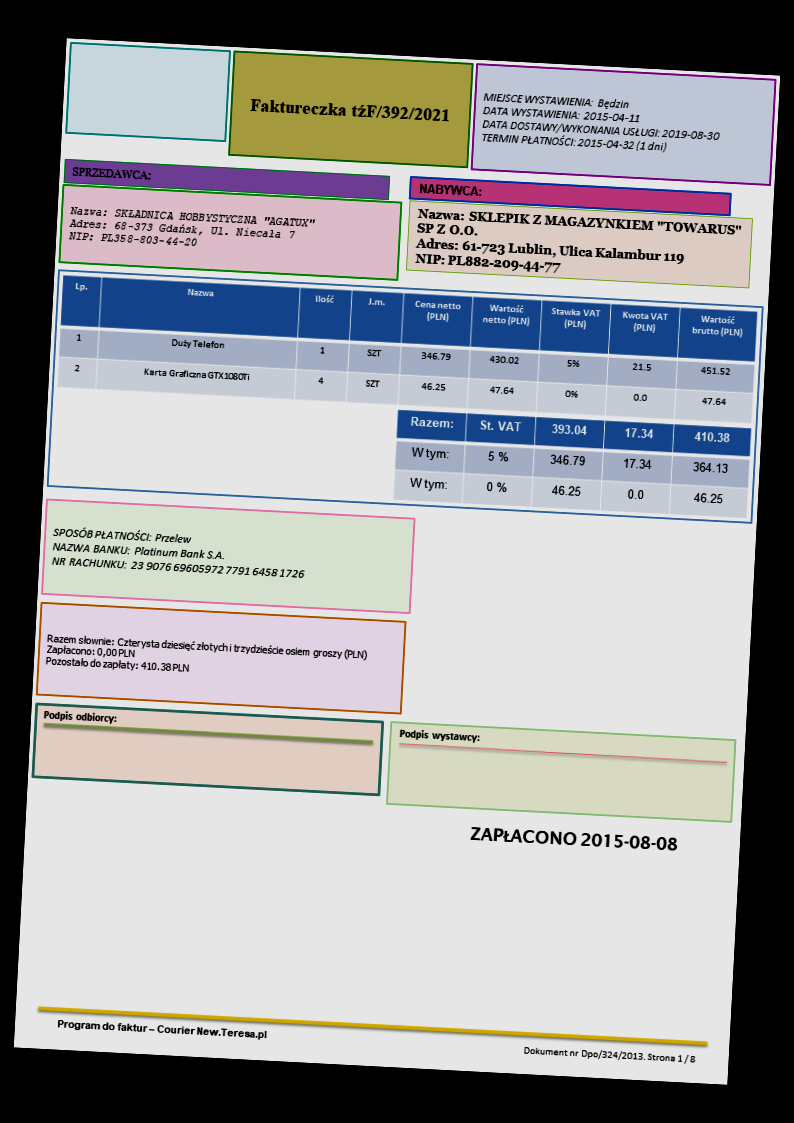 Faktureczka tźF/392/2021
MIEJSCE WYSTAWIENIA: Będzin
DATA WYSTAWIENIA: 2015-04-11
DATA DOSTAWY/WYKONANIA USŁUGI: 2019-08-30
TERMIN PŁATNOŚCI: 2015-04-32 (1 dni)
SPRZEDAWCA:
Nazwa: SKŁADNICA HOBBYSTYCZNA "AGATUX"
Adres: 68-373 Gdańsk, Ul. Niecała 7
NIP: PL358-803-44-20
NABYWCA:
Nazwa: SKLEPIK Z MAGAZYNKIEM "TOWARUS"
SP Z O.O.
Adres: 61-723 Lublin, Ulica Kalambur 119
NIP: PL882-209-44-77
Lp. Nazwa Ilość J.m. Cena netto (PLN) Wartość netto (PLN) Stawka VAT (PLN) Kwota VAT (PLN) Wartość brutto (PLN)
1 Duży Telefon 1 SZT 346.79 430.02 5% 21.5 451.52
2 Karta Graficzna GTX1080Ti 4 SZT 46.25 47.64 0% 0.0 47.64
Razem: St. VAT 393.04 17.34 410.38
W tym: 5 % 346.79 17.34 364.13
W tym: 0 % 46.25 0.0 46.25
SPOSÓB PŁATNOŚCI: Przelew
NAZWA BANKU: Platinum Bank S.A.
NR RACHUNKU: 23 9076 69605972 7791 6458 1726
Razem słownie: Czterysta dziesięć złotych i trzydzieście osiem groszy (PLN)
Zapłacono: 0,00 PLN
Pozostało do zapłaty: 410.38 PLN
Podpis odbiorcy:
Podpis wystawcy:
ZAPŁACONO 2015-08-08
Program do faktur – Courier New.Teresa.pl
Dokument nr Dpo/324/2013. Strona 1 / 8